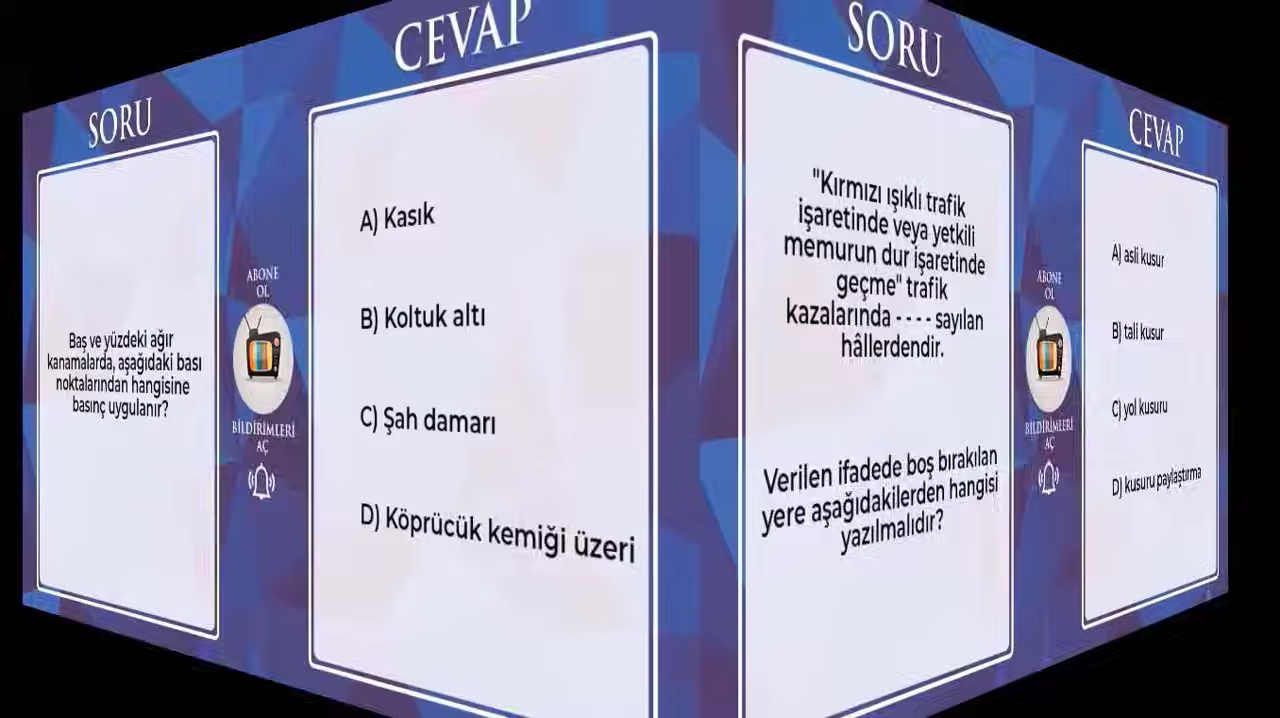 SORU
Baş ve yüzdeki ağır
kanamalarda, aşağıdaki bası
noktalarından hangisine
basınç uygulanır?
ABONE
OL
BİLDİRİMLERİ
AÇ
CEVAP
A) Kasık
B) Koltuk altı
C) Şah damarı
D) Köprücük kemiği üzeri
SORU
"Kırmızı ışıklı trafik
işaretinde veya yetkili
memurun dur işaretinde
geçme" trafik
kazalarında - - - - sayılan
hâllerdendir.
Verilen ifadede boş bırakılan
yere aşağıdakilerden hangisi
yazılmalıdır?
ABONE
OL
BİLDİRİMLERİ
AÇ
CEVAP
A) asli kusur
B) tali kusur
C) yol kusuru
D) kusuru paylaştırma